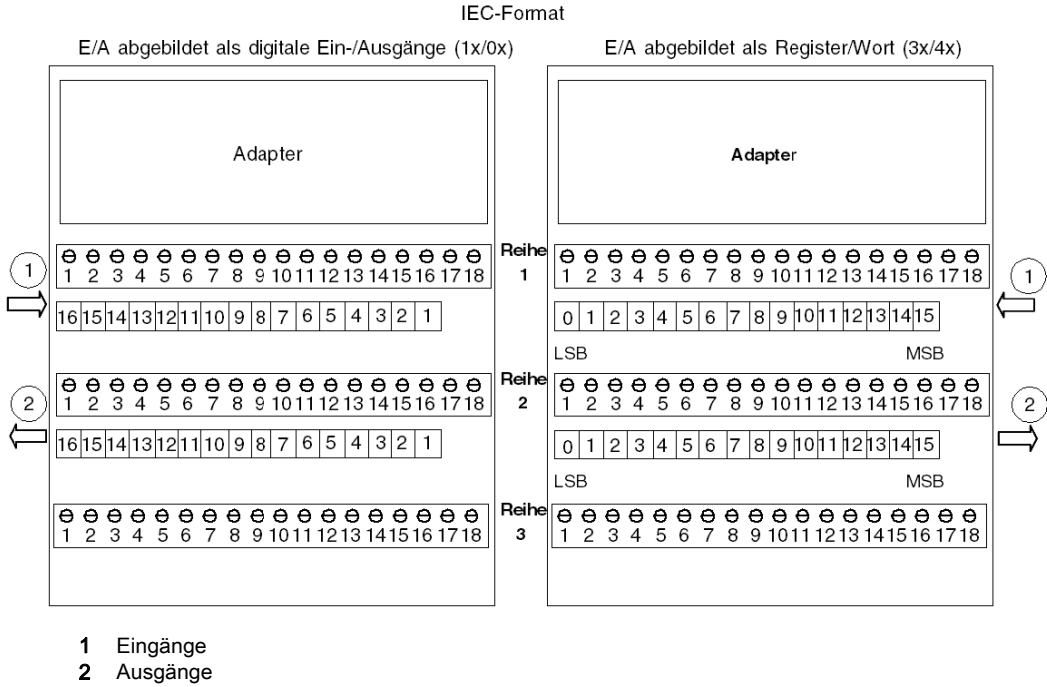 IEC-Format
E/A abgebildet als digitale Ein-/Ausgänge (1x/0x)
E/A abgebildet als Register/Wort (3x/4x)
Adapter
Adapter
1
1 2 3 4 5 6 7 8 9 10 11 12 13 14 15 16 17 18
Reihe 1
1 2 3 4 5 6 7 8 9 10 11 12 13 14 15 16 17 18
1
16 15 14 13 12 11 10 9 8 7 6 5 4 3 2 1
0 1 2 3 4 5 6 7 8 9 10 11 12 13 14 15
LSB MSB
2
1 2 3 4 5 6 7 8 9 10 11 12 13 14 15 16 17 18
Reihe 2
1 2 3 4 5 6 7 8 9 10 11 12 13 14 15 16 17 18
2
16 15 14 13 12 11 10 9 8 7 6 5 4 3 2 1
0 1 2 3 4 5 6 7 8 9 10 11 12 13 14 15
LSB MSB
1 2 3 4 5 6 7 8 9 10 11 12 13 14 15 16 17 18
Reihe 3
1 2 3 4 5 6 7 8 9 10 11 12 13 14 15 16 17 18
1 Eingänge
2 Ausgänge